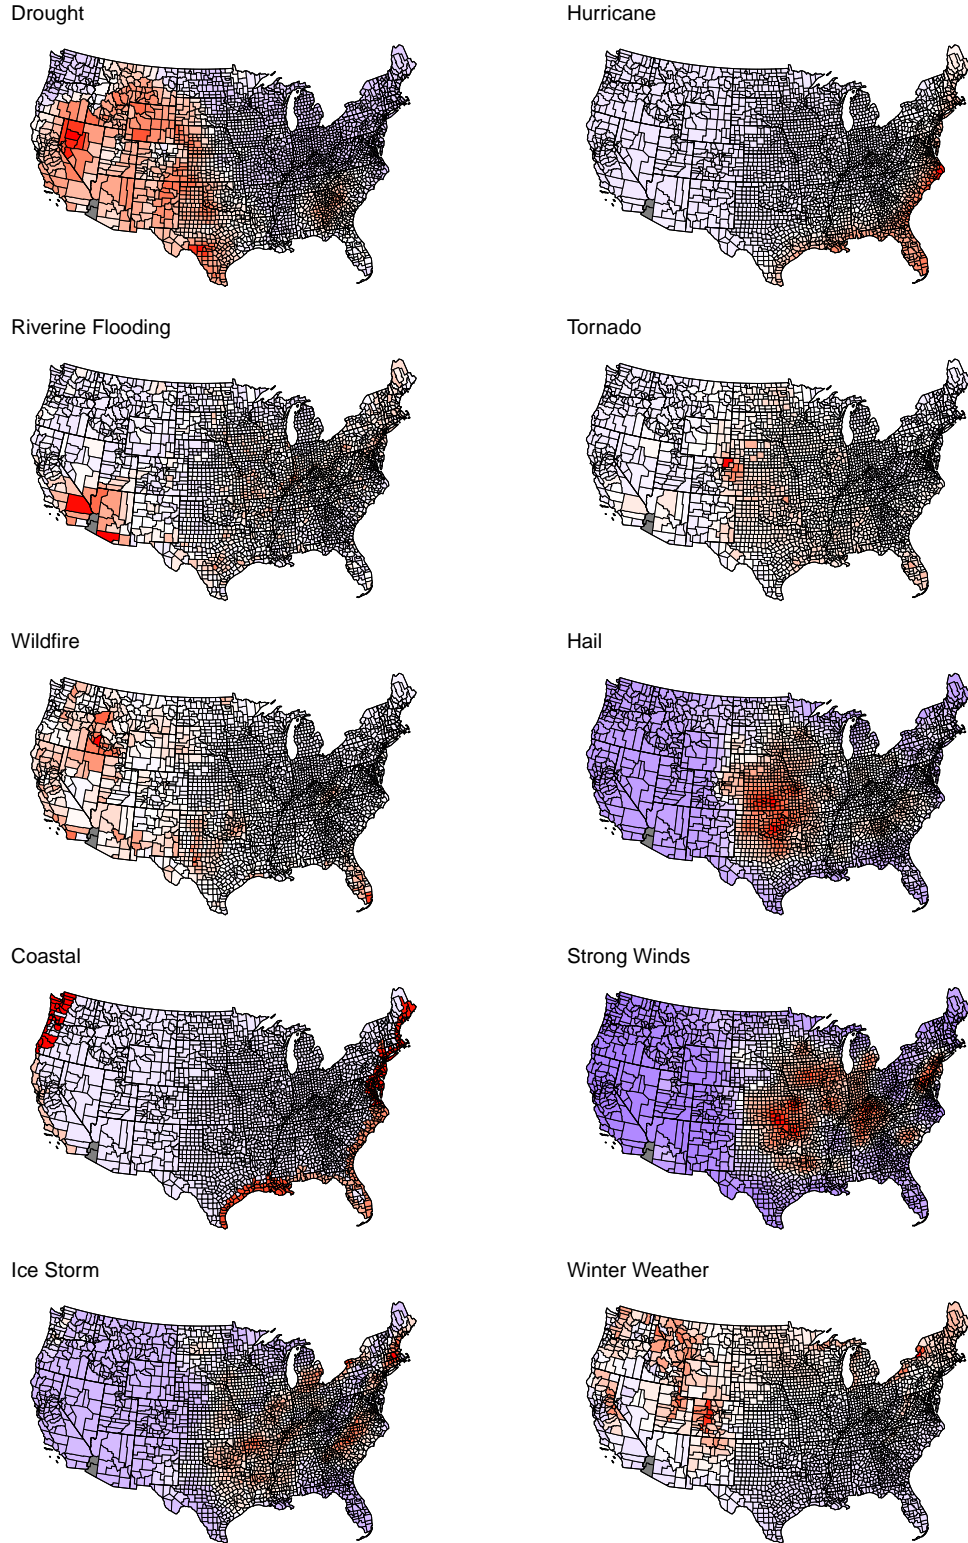 Drought
Hurricane
Riverine Flooding
Tornado
Wildfire
Hail
Coastal
Strong Winds
Ice Storm
Winter Weather